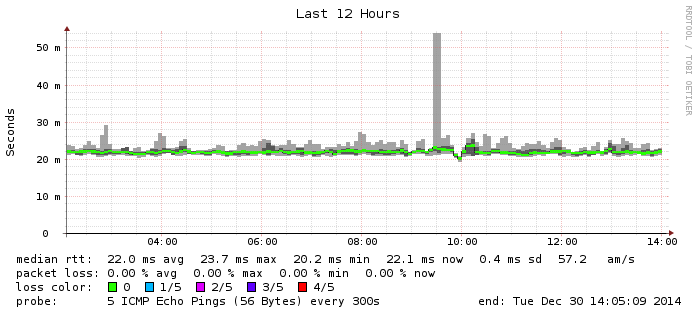 Last 12 Hours
RRDTOOL / TOBI OETIKER
Seconds
50 m
40 m
30 m
20 m
10 m
0
04:00 06:00 08:00 10:00 12:00 14:00
median rtt: 22.0 ms avg 23.7 ms max 20.2 ms min 22.1 ms now 0.4 ms sd 57.2 am/s
packet loss: 0.00 % avg 0.00 % max 0.00 % min 0.00 % now
loss color: 0 1/5 2/5 3/5 4/5
probe: 5 ICMP Echo Pings (56 Bytes) every 300s end: Tue Dec 30 14:05:09 2014